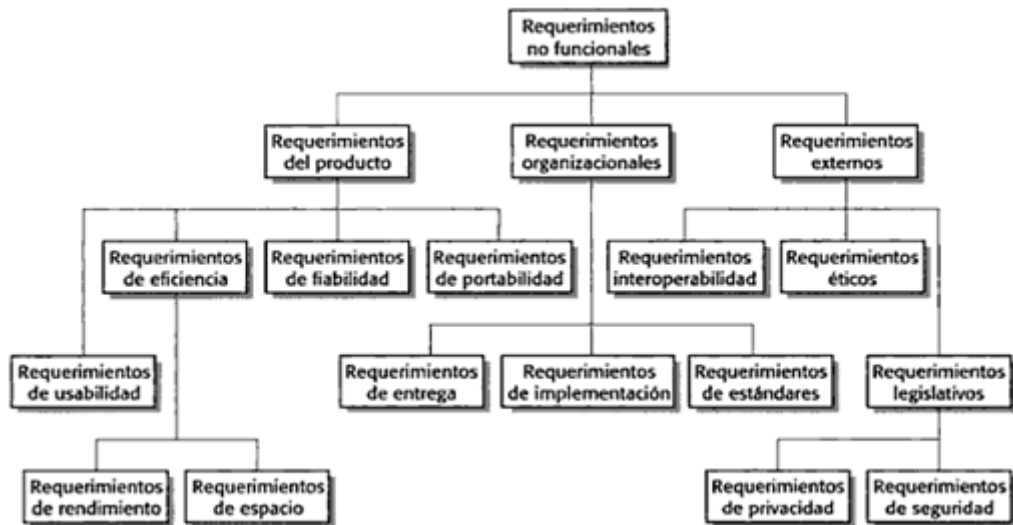 Requerimientos
no funcionales
Requerimientos
del producto
Requerimientos
organizacionales
Requerimientos
externos
Requerimientos
de eficiencia
Requerimientos
de fiabilidad
Requerimientos
de portabilidad
Requerimientos
interoperabilidad
Requerimientos
éticos
Requerimientos
de usabilidad
Requerimientos
de entrega
Requerimientos
de implementación
Requerimientos
de estándares
Requerimientos
legislativos
Requerimientos
de rendimiento
Requerimientos
de espacio
Requerimientos
de privacidad
Requerimientos
de seguridad